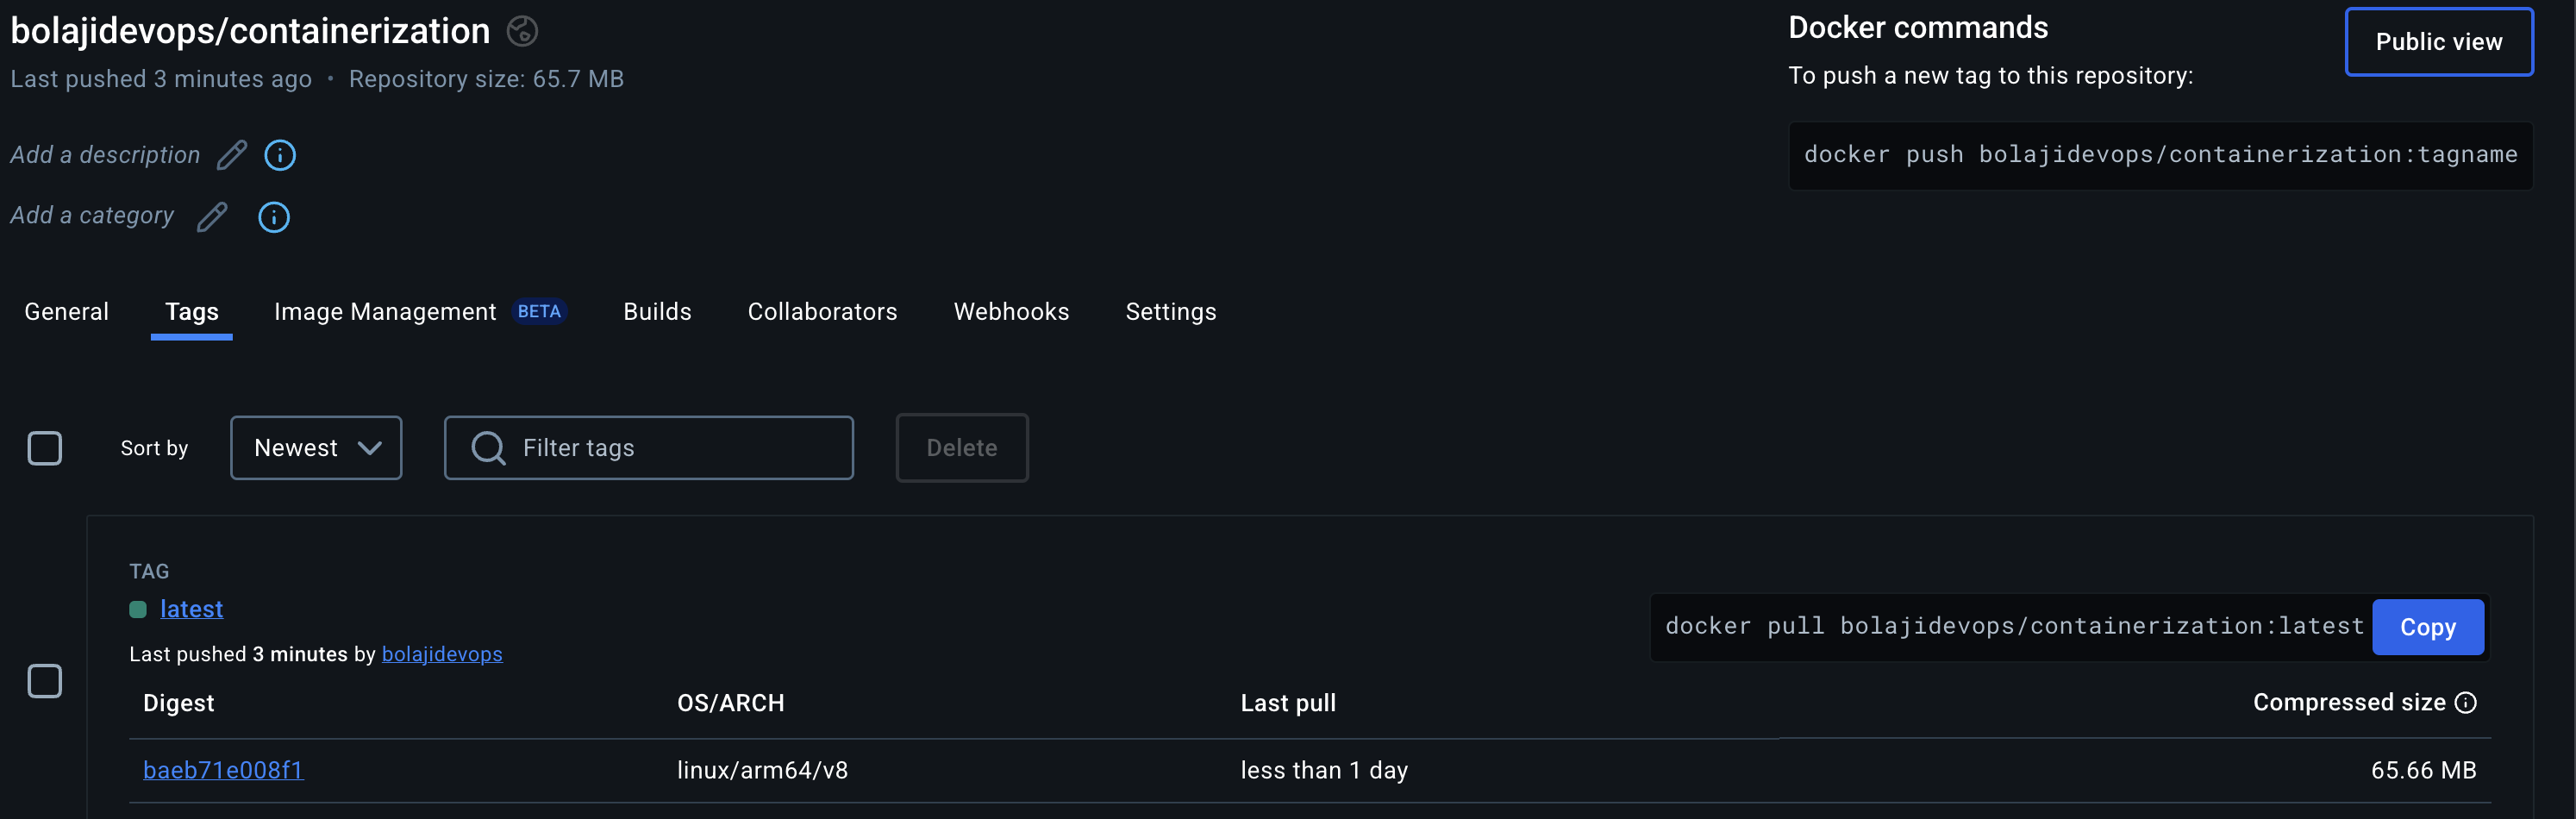 bolajidevops/containerization
Last pushed 3 minutes ago • Repository size: 65.7 MB
Add a description
Add a category
Docker commands
Public view
To push a new tag to this repository:
docker push bolajidevops/containerization:tagname
General Tags Image Management BETA Builds Collaborators Webhooks Settings
Sort by Newest Filter tags Delete
TAG
latest
Last pushed 3 minutes by bolajidevops
docker pull bolajidevops/containerization:latest Copy
Digest OS/ARCH Last pull Compressed size
baeb71e008f1 linux/arm64/v8 less than 1 day 65.66 MB